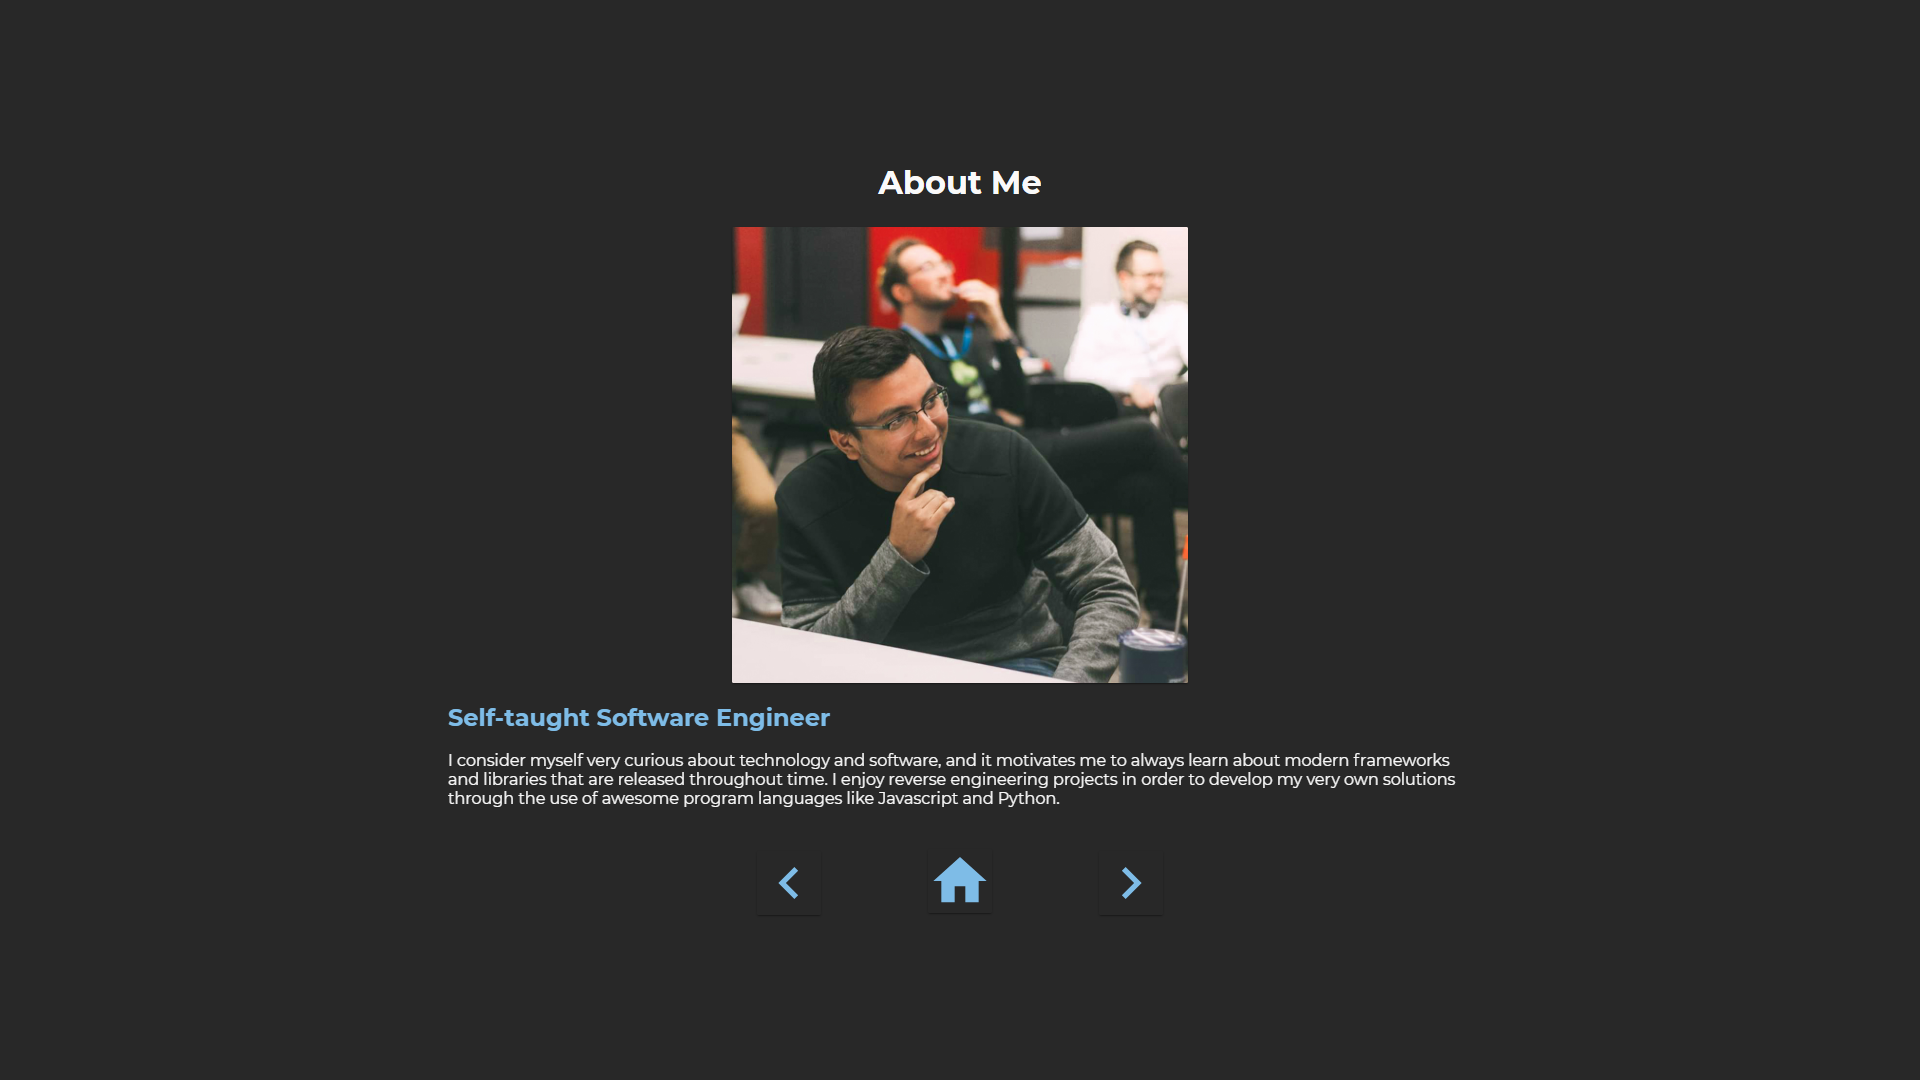 About Me
Self-taught Software Engineer
I consider myself very curious about technology and software, and it motivates me to always learn about modern frameworks
and libraries that are released throughout time. I enjoy reverse engineering projects in order to develop my very own solutions
through the use of awesome program languages like Javascript and Python.